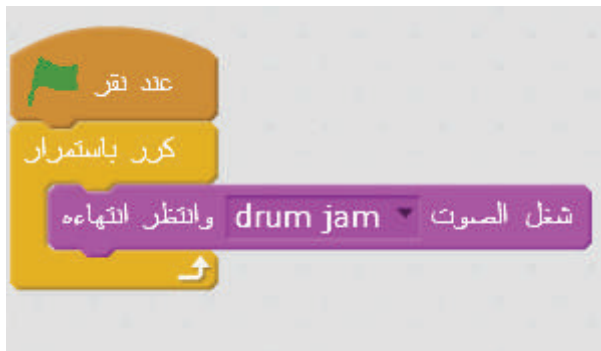 عند نقر
كرر باستمرار
شغل الصوت drum jam وانتظر انتهاءه